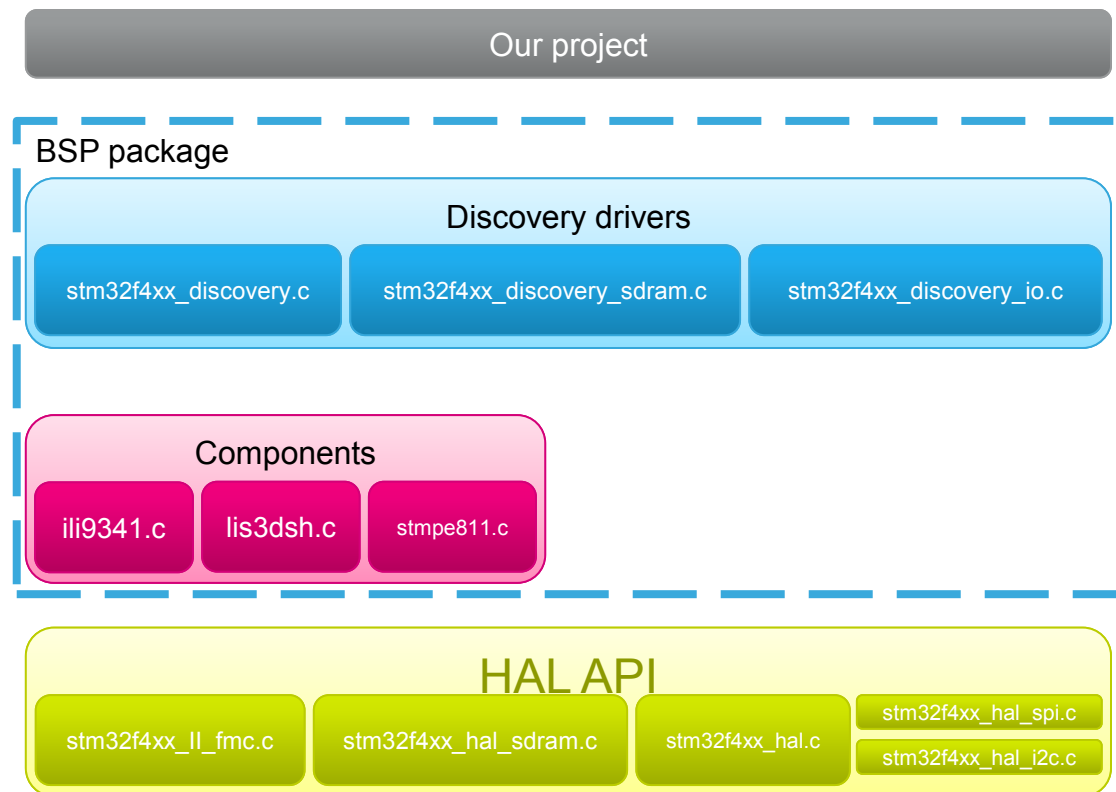 Our project
BSP package
Discovery drivers
stm32f4xx_discovery.c
stm32f4xx_discovery_sdram.c
stm32f4xx_discovery_io.c
Components
ili9341.c
lis3dsh.c
stmpe811.c
HAL API
stm32f4xx_II_fmc.c
stm32f4xx_hal_sdram.c
stm32f4xx_hal.c
stm32f4xx_hal_spi.c
stm32f4xx_hal_i2c.c